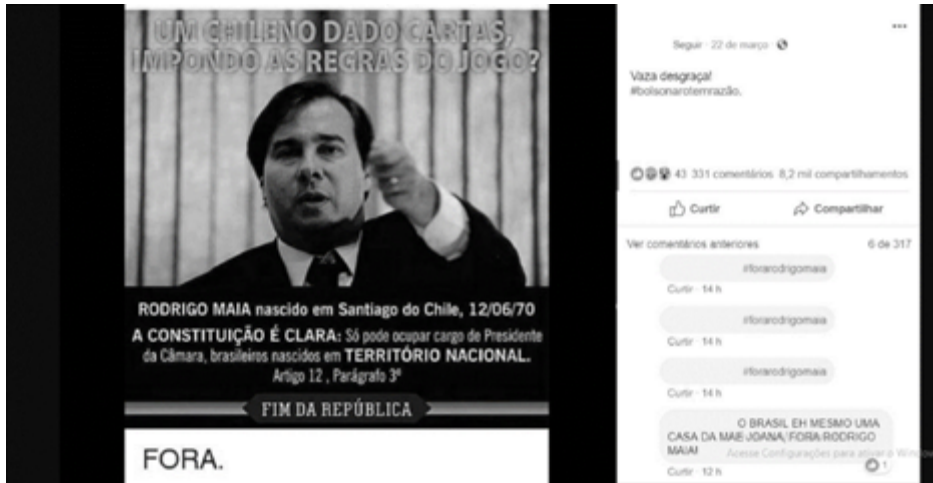 UM CHILENO DADO CARTAS,
IMPONDO AS REGRAS DO JOGO?
RODRIGO MAIA nascido em Santiago do Chile, 12/06/70
A CONSTITUIÇÃO É CLARA: Só pode ocupar cargo de Presidente
da Câmara, brasileiros nascidos em TERRITÓRIO NACIONAL.
Artigo 12 , Parágrafo 3º
FIM DA REPÚBLICA
FORA.
...
Seguir · 22 de março
Vaza desgraça!
#bolsonarotemrazão.
43 331 comentários 8,2 mil compartilhamentos
Curtir Compartilhar
Ver comentários anteriores 6 de 317
#forarodrigomaia
Curtir · 14 h
#forarodrigomaia
Curtir · 14 h
#forarodrigomaia
Curtir · 14 h
O BRASIL EH MESMO UMA
CASA DA MAE JOANA, FORA RODRIGO
MAIA!
Acesse Configurações para ativar o Window
1
Curtir · 12 h